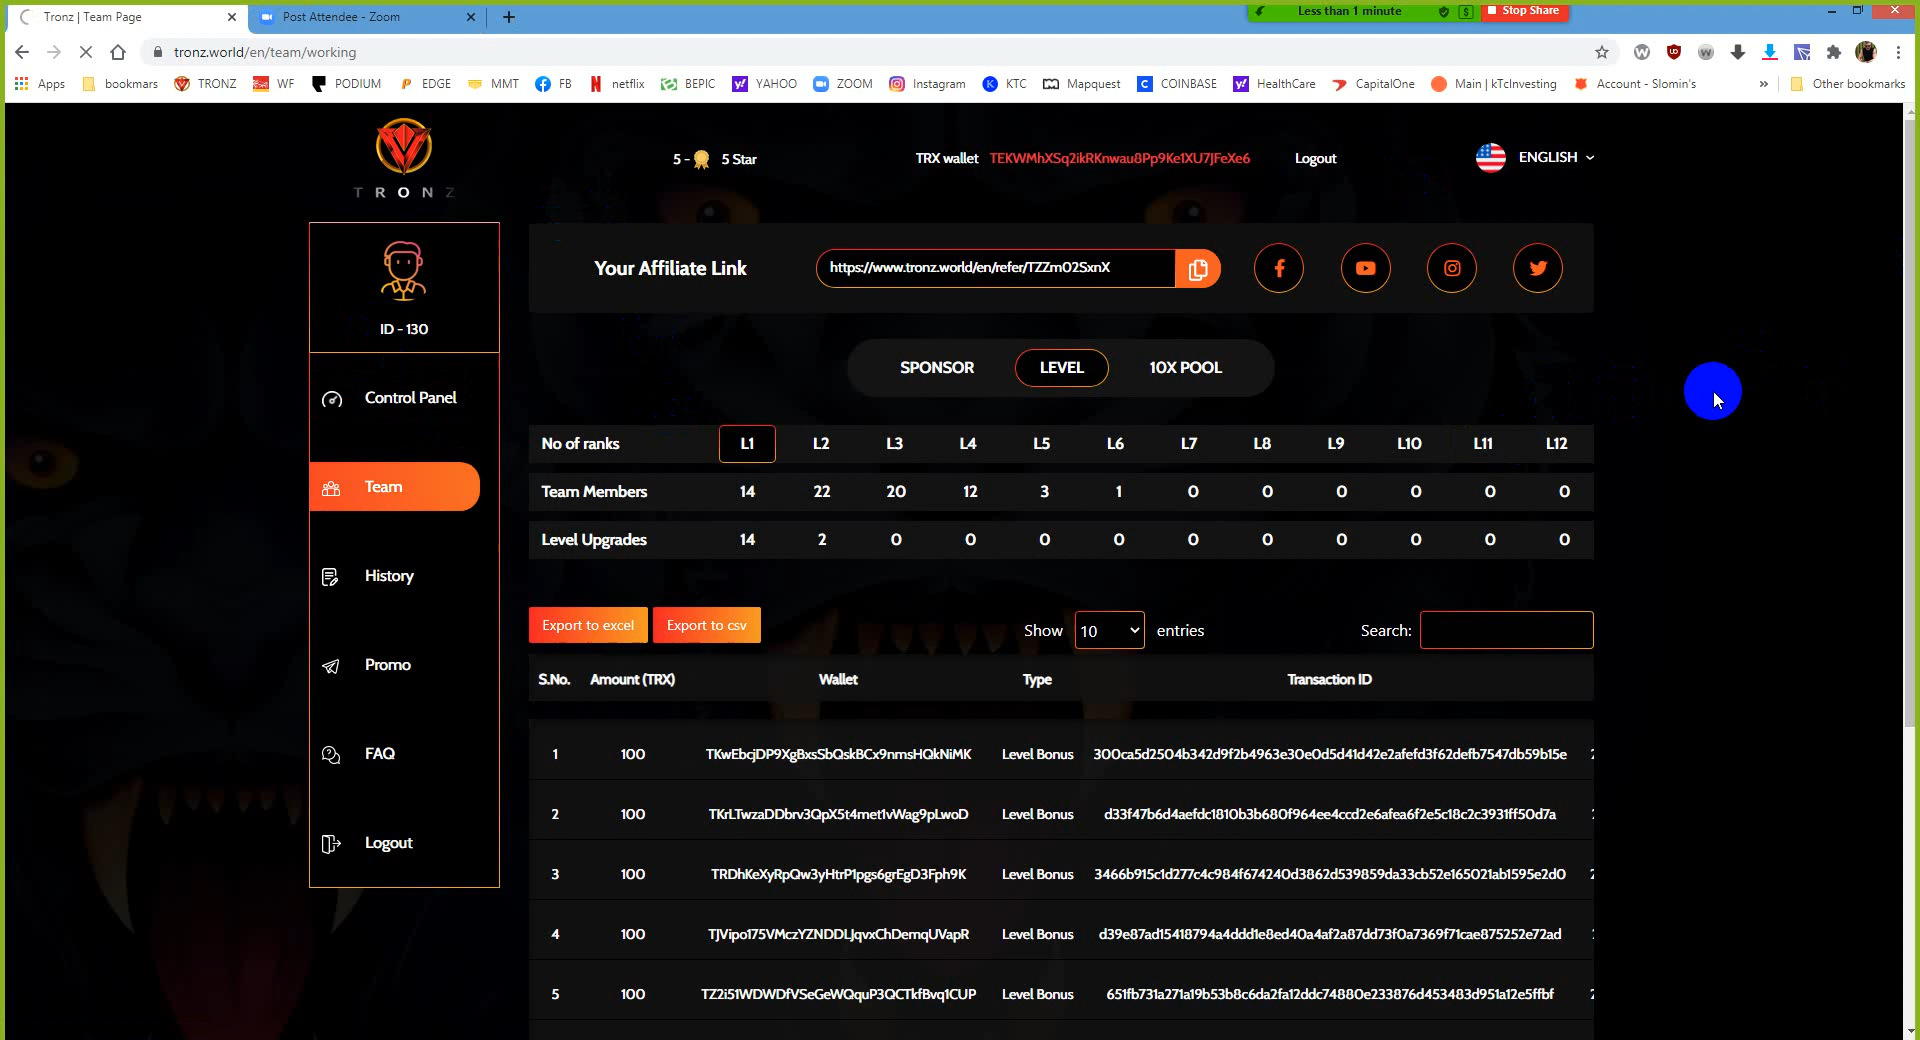 Tronz | Team Page
Post Attendee - Zoom
Less than 1 minute
Stop Share
tronz.world/en/team/working
Apps
bookmars
TRONZ
WF
PODIUM
EDGE
MMT
FB
netflix
BEPIC
YAHOO
ZOOM
Instagram
KTC
Mapquest
COINBASE
HealthCare
CapitalOne
Main | kTcInvesting
Account - Slomin's
Other bookmarks
TRONZ
5 - 5 Star
TRX wallet TEKWMhXSq2ikRKnwau8Pp9Ke1XU7JFeXe6
Logout
ENGLISH
ID - 130
Your Affiliate Link
https://www.tronz.world/en/refer/TZZm02SxnX
SPONSOR LEVEL 10X POOL
Control Panel
Team
History
Promo
FAQ
Logout
No of ranks L1 L2 L3 L4 L5 L6 L7 L8 L9 L10 L11 L12
Team Members 14 22 20 12 3 1 0 0 0 0 0 0
Level Upgrades 14 2 0 0 0 0 0 0 0 0 0 0
Export to excel Export to csv Show 10 entries Search:
S.No. Amount (TRX) Wallet Type Transaction ID
1 100 TKwEbcjDP9XgBxsSbQskBCx9nmsHQkNiMK Level Bonus 300ca5d2504b342d9f2b4963e30e0d5d41d42e2afefd3f62defb7547db59b15e
2 100 TKrLTwzaDDbrv3QpX5t4met1vWag9pLwoD Level Bonus d33f47b6d4aefdc1810b3b680f964ee4ccd2e6afea6f2e5c18c2c3931ff50d7a
3 100 TRDhKeXyRpQw3yHtrP1pgs6grEgD3Fph9K Level Bonus 3466b915c1d277c4c984f674240d3862d539859da33cb52e165021ab1595e2d0
4 100 TJVipo175VMczYZNDDLJqvxChDemqUVapR Level Bonus d39e87ad15418794a4ddd1e8ed40a4af2a87dd73f0a7369f71cae875252e72ad
5 100 TZ2i51WDWDfVSeGeWQquP3QCTkfBvq1CUP Level Bonus 651fb731a271a19b53b8c6da2fa12ddc74880e233876d453483d951a12e5ffbf